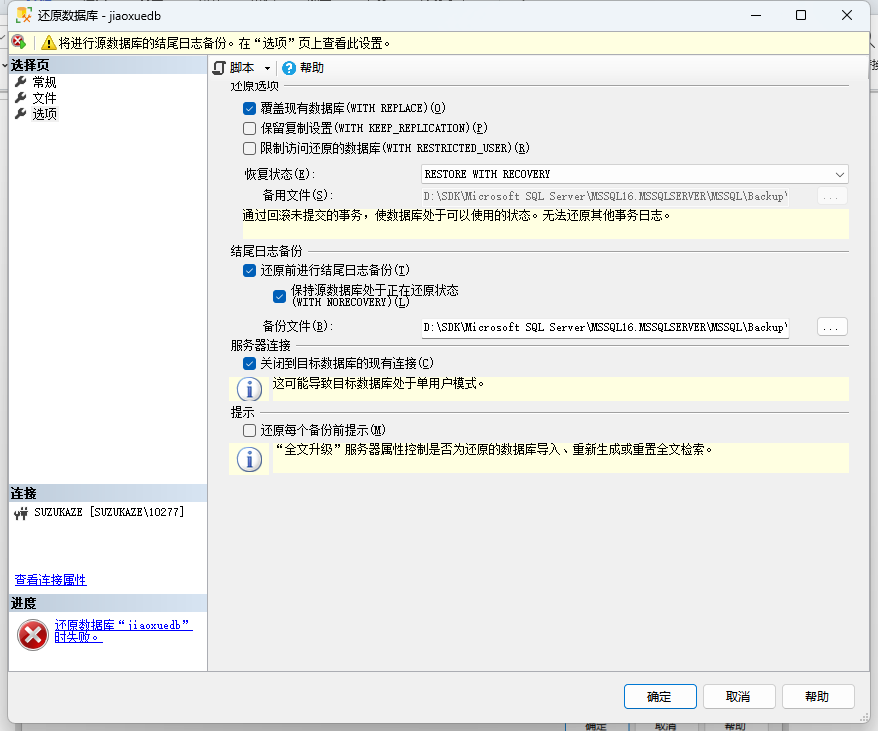 还原数据库 - jiaoxuedb
将进行源数据库的结尾日志备份。在“选项”页上查看此设置。
选择页
常规
文件
选项
脚本
帮助
还原选项
覆盖现有数据库(WITH REPLACE)(O)
保留复制设置(WITH KEEP_REPLICATION)(P)
限制访问还原的数据库(WITH RESTRICTED_USER)(R)
恢复状态(E):
RESTORE WITH RECOVERY
备用文件(S):
D:\SDK\Microsoft SQL Server\MSSQL16.MSSQLSERVER\MSSQL\Backup\
...
通过回滚未提交的事务，使数据库处于可以使用的状态。无法还原其他事务日志。
结尾日志备份
还原前进行结尾日志备份(T)
保持源数据库处于正在还原状态
(WITH NORECOVERY)(L)
备份文件(B):
D:\SDK\Microsoft SQL Server\MSSQL16.MSSQLSERVER\MSSQL\Backup\
...
服务器连接
关闭到目标数据库的现有连接(C)
这可能导致目标数据库处于单用户模式。
提示
还原每个备份前提示(M)
“全文升级”服务器属性控制是否为还原的数据库导入、重新生成或重置全文检索。
连接
SUZUKAZE [SUZUKAZE\10277]
查看连接属性
进度
还原数据库“jiaoxuedb”
时失败。
确定
取消
帮助
确定
取消
帮助